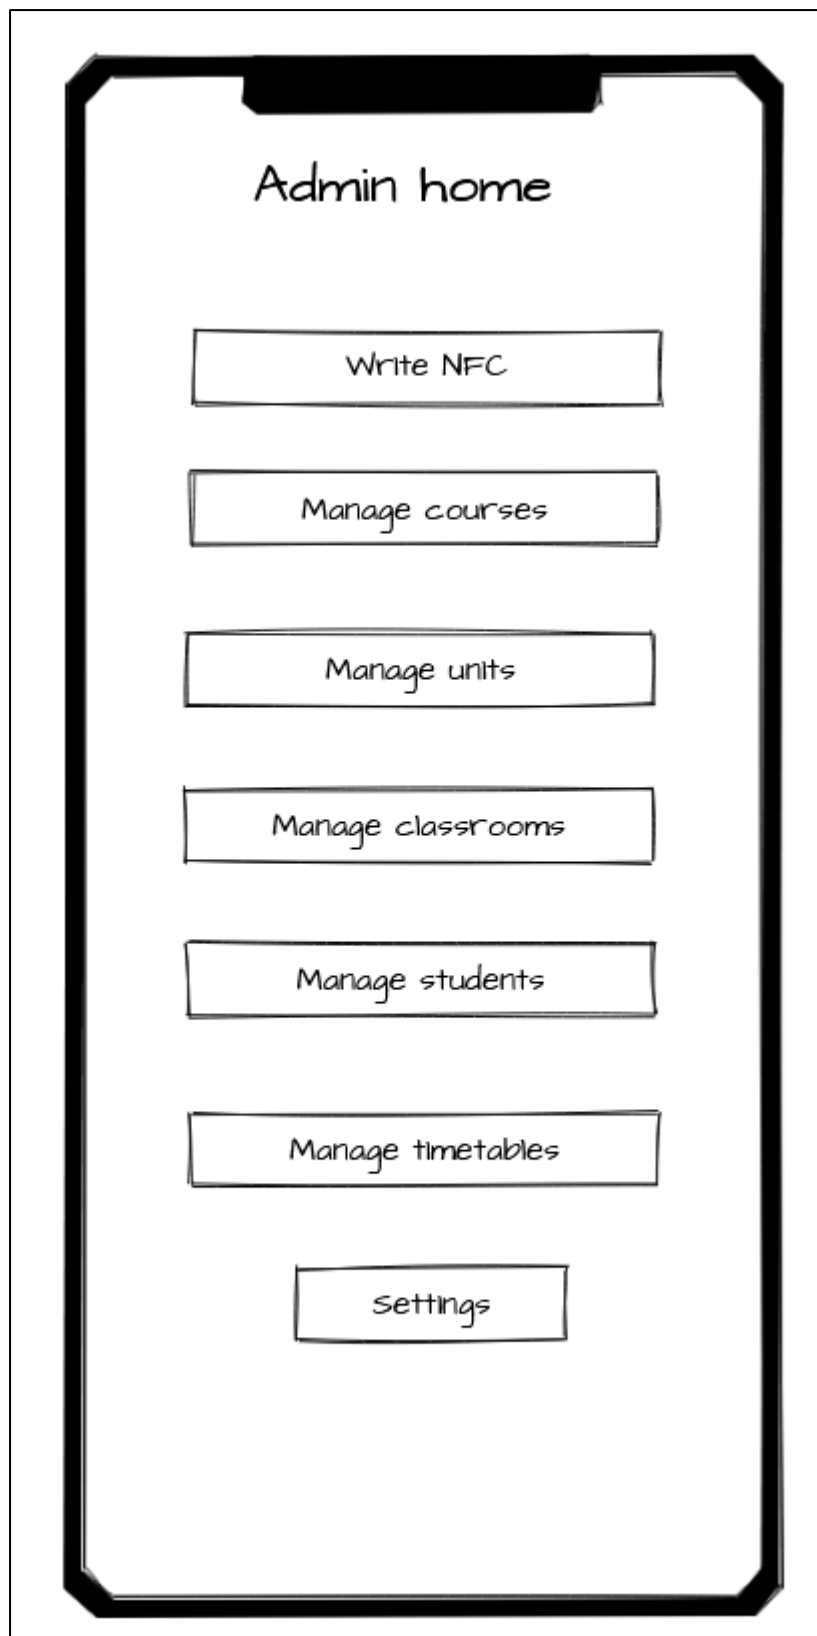 Admin home
Write NFC
Manage courses
Manage units
Manage classrooms
Manage students
Manage timetables
Settings